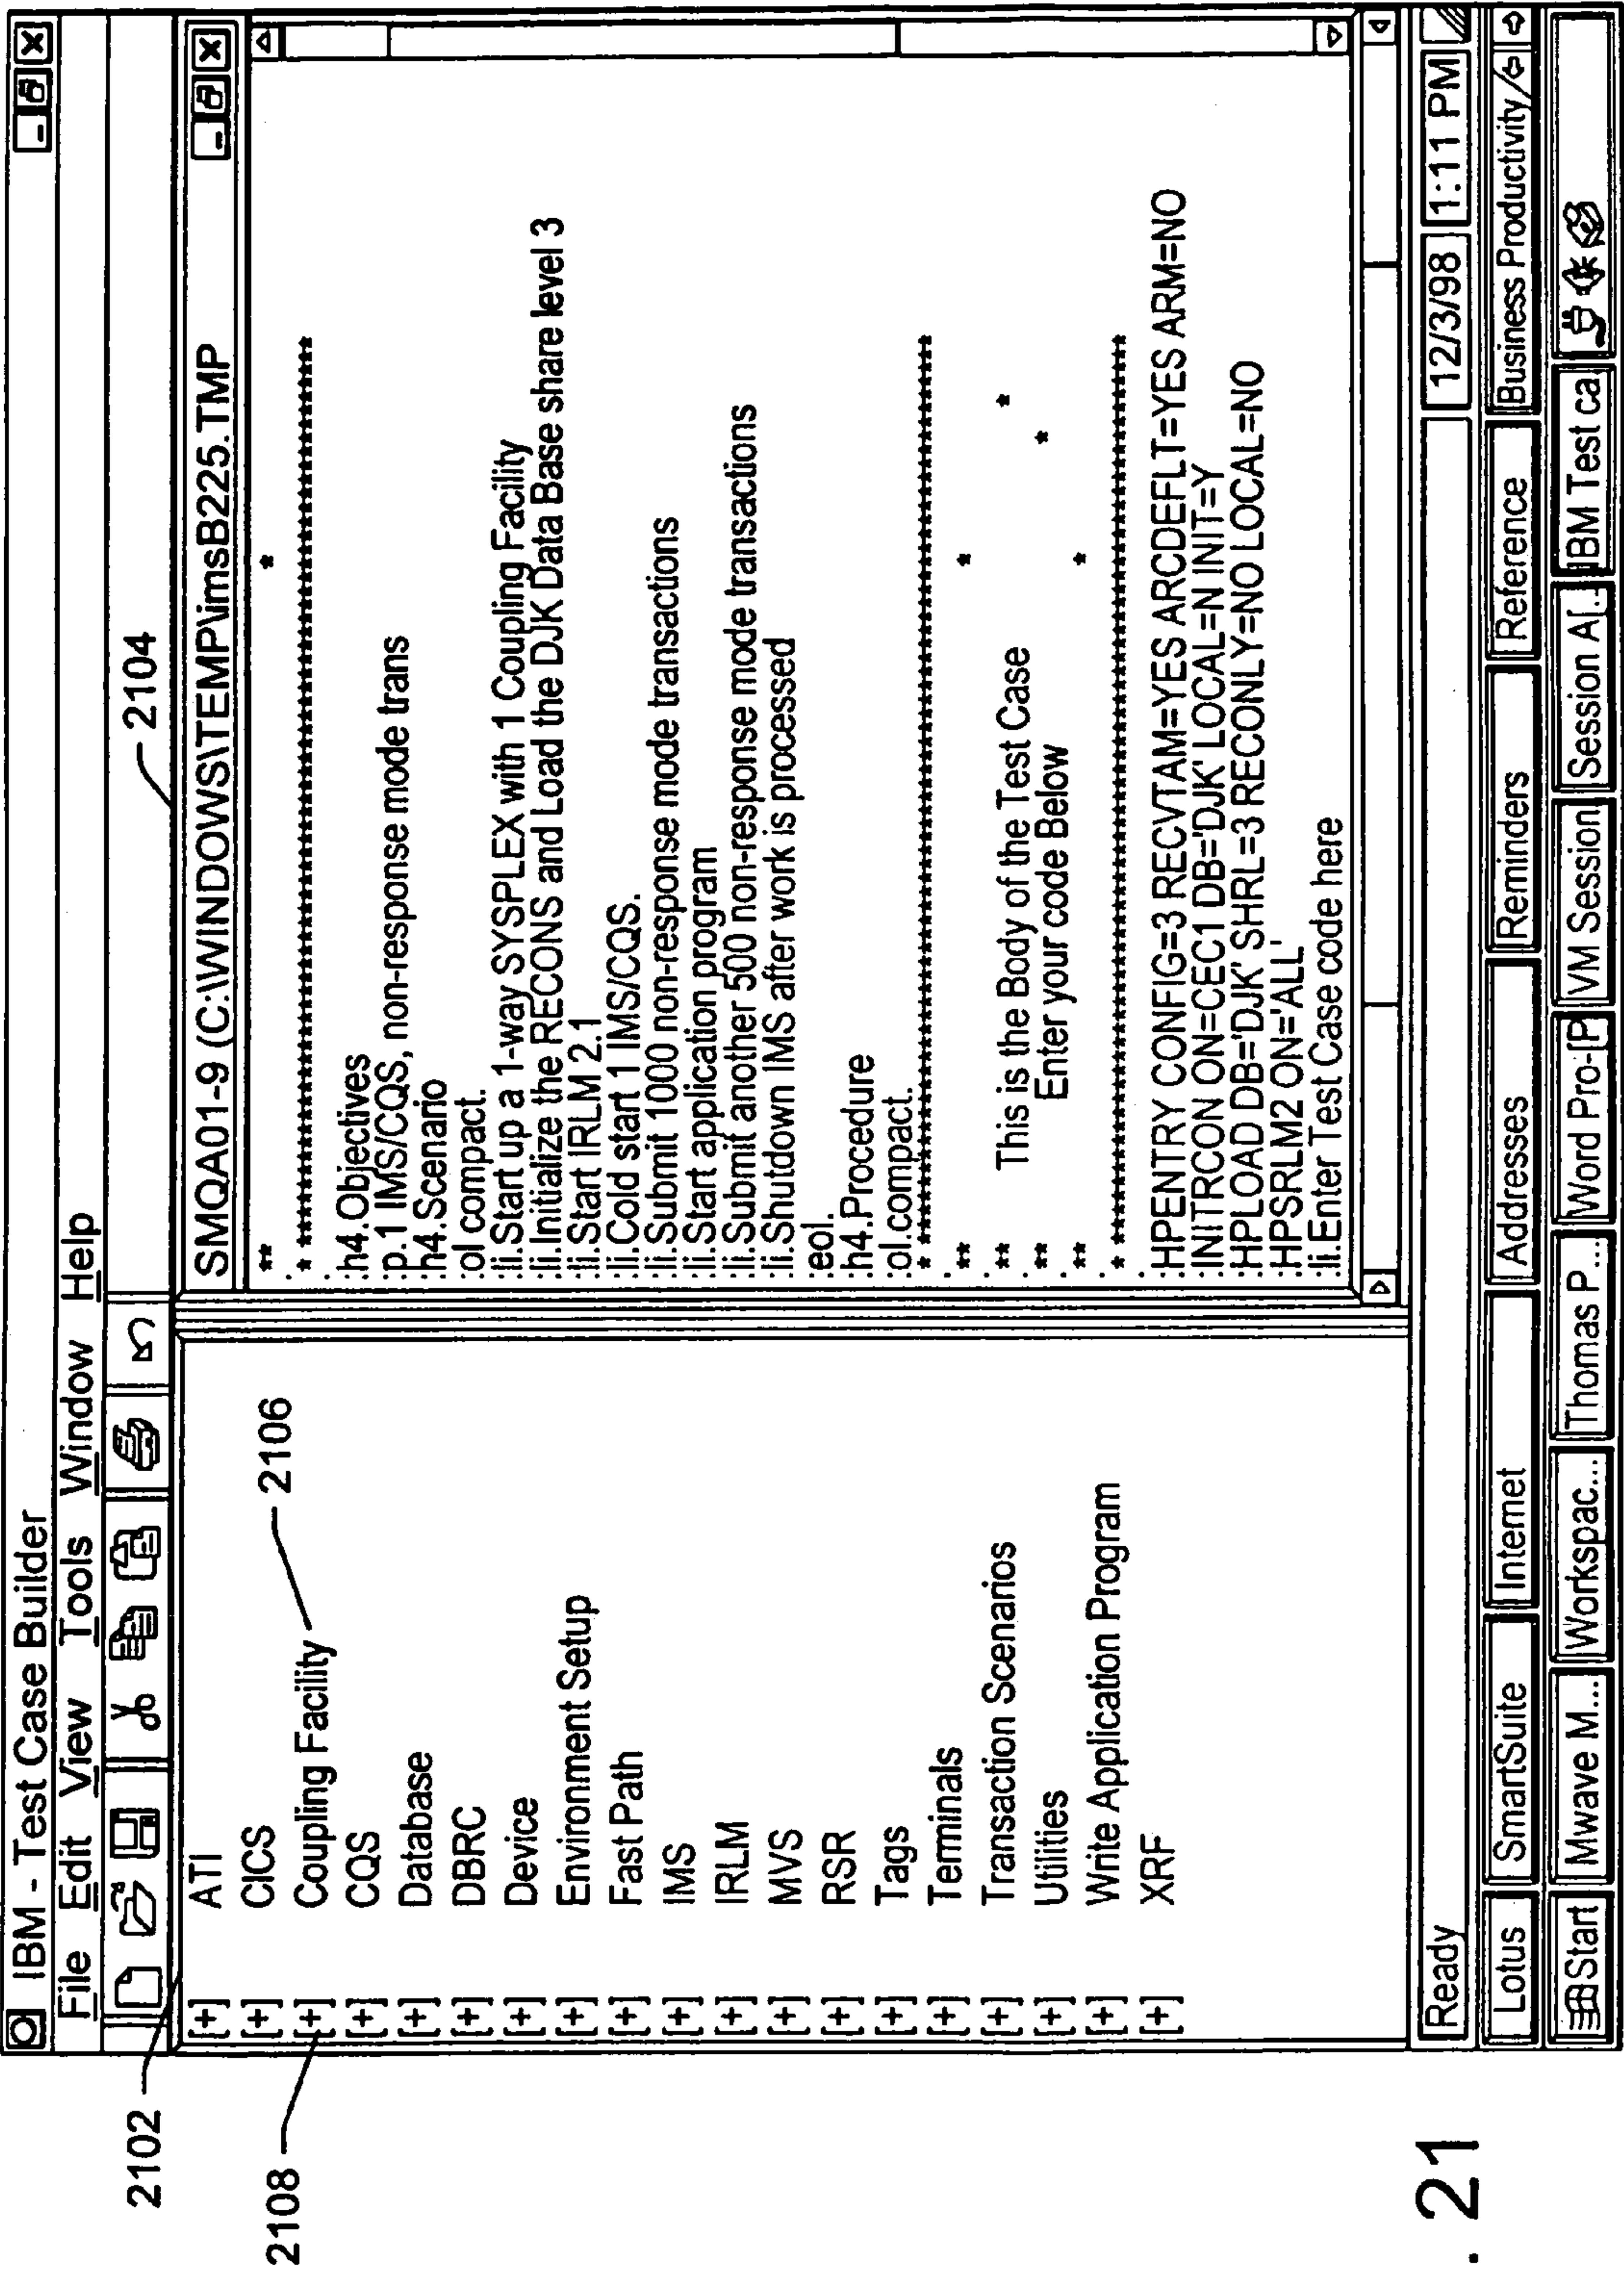 IBM - Test Case Builder
File Edit View Tools Window Help
2102
2104
2106
2108
[+] ATI
[+] CICS
[+] Coupling Facility
[+] CQS
[+] Database
[+] DBRC
[+] Device
[+] Environment Setup
[+] Fast Path
[+] IMS
[+] IRLM
[+] MVS
[+] RSR
[+] Tags
[+] Terminals
[+] Transaction Scenarios
[+] Utilities
[+] Write Application Program
[+] XRF
SMQA01-9 (C:\WINDOWS\TEMP\imsB225.TMP
.** *
.* ************************************************************
:h4.Objectives
:p.1 IMS/CQS, non-response mode trans
:h4.Scenario
:ol compact.
:li.Start up a 1-way SYSPLEX with 1 Coupling Facility
:li.Initialize the RECONS and Load the DJK Data Base share level 3
:li.Start IRLM 2.1
:li.Cold start 1 IMS/CQS.
:li.Submit 1000 non-response mode transactions
:li.Start application program
:li.Submit another 500 non-response mode transactions
:li.Shutdown IMS after work is processed
:eol.
:h4.Procedure
:ol.compact.
.* ************************************************************
.** *
.** This is the Body of the Test Case *
.** Enter your code Below *
.** *
.* ************************************************************
:HPENTRY CONFIG=3 RECVTAM=YES ARCDEFLT=YES ARM=NO
:INITRCON ON=CEC1 DB='DJK' LOCAL=N INIT=Y
:HPLOAD DB='DJK' SHRL=3 RECONLY=NO LOCAL=NO
:HPSRLM2 ON='ALL'
:li.Enter Test Case code here
Ready 12/3/98 1:11 PM
Lotus SmartSuite Internet Addresses Reminders Reference Business Productivity
Start Mwave M... Workspac... Thomas P... Word Pro-[P VM Session Session A[.. IBM Test ca
. 21